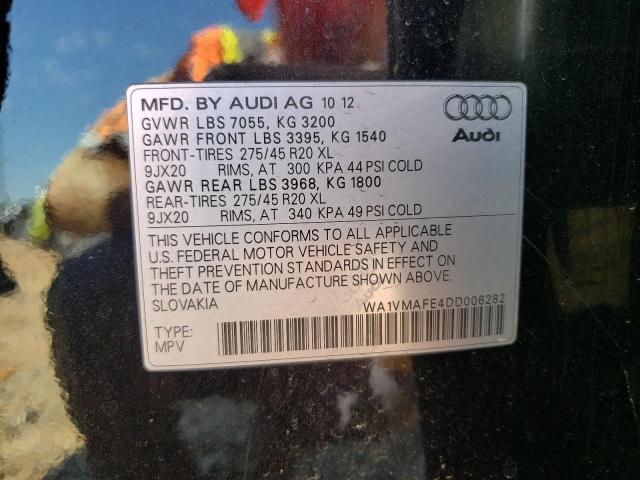 MFD. BY AUDI AG 10 12
GVWR LBS 7055, KG 3200
GAWR FRONT LBS 3395, KG 1540
FRONT-TIRES 275/45 R20 XL
9JX20 RIMS, AT 300 KPA 44 PSI COLD
GAWR REAR LBS 3968, KG 1800
REAR-TIRES 275/45 R20 XL
9JX20 RIMS, AT 340 KPA 49 PSI COLD
Audi
THIS VEHICLE CONFORMS TO ALL APPLICABLE
U.S. FEDERAL MOTOR VEHICLE SAFETY AND
THEFT PREVENTION STANDARDS IN EFFECT ON
THE DATE OF MANUFACTURE SHOWN ABOVE.
SLOVAKIA
WA1VMAFE4DD006282
TYPE:
MPV